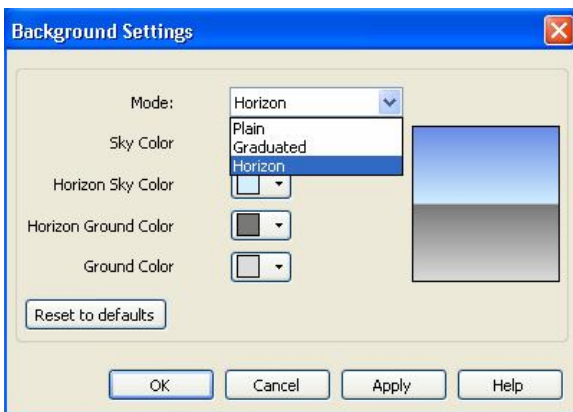 Background Settings
Mode:
Horizon
Plain
Graduated
Horizon
Sky Color
Horizon Sky Color
Horizon Ground Color
Ground Color
Reset to defaults
OK
Cancel
Apply
Help